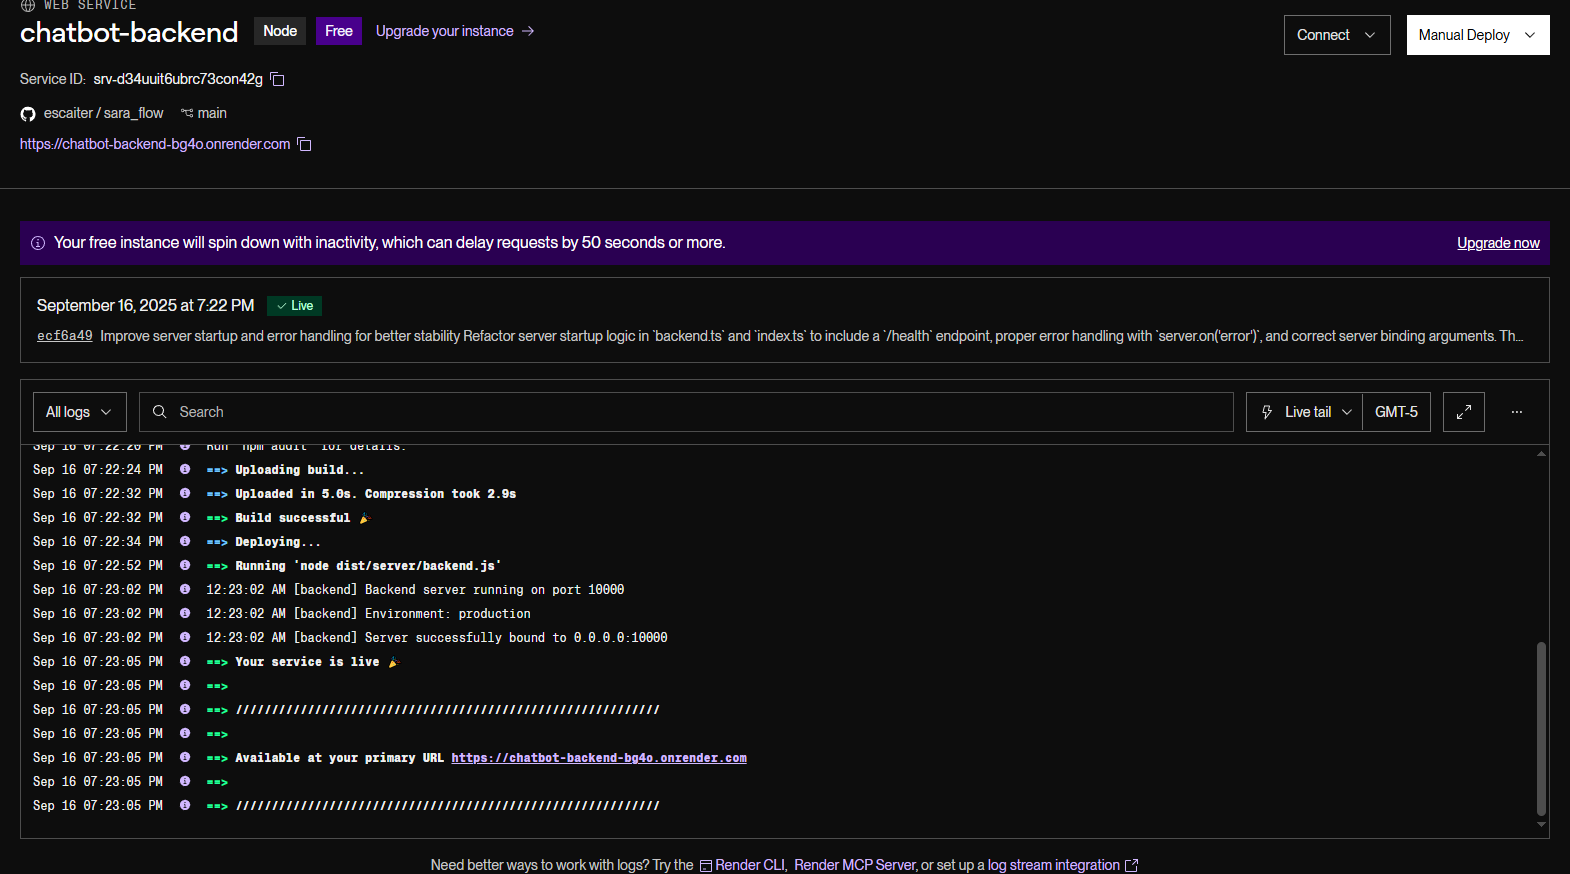 WEB SERVICE
chatbot-backend Node Free Upgrade your instance →
Connect Manual Deploy
Service ID: srv-d34uuit6ubrc73con42g
escaiter / sara_flow main
https://chatbot-backend-bg4o.onrender.com
Your free instance will spin down with inactivity, which can delay requests by 50 seconds or more. Upgrade now
September 16, 2025 at 7:22 PM ✓ Live
ecf6a49 Improve server startup and error handling for better stability Refactor server startup logic in `backend.ts` and `index.ts` to include a `/health` endpoint, proper error handling with `server.on('error')`, and correct server binding arguments. Th...
All logs Search Live tail GMT-5 ...
Sep 16 07:22:20 PM Run `npm audit` for details.
Sep 16 07:22:24 PM ==> Uploading build...
Sep 16 07:22:32 PM ==> Uploaded in 5.0s. Compression took 2.9s
Sep 16 07:22:32 PM ==> Build successful 🎉
Sep 16 07:22:34 PM ==> Deploying...
Sep 16 07:22:52 PM ==> Running 'node dist/server/backend.js'
Sep 16 07:23:02 PM 12:23:02 AM [backend] Backend server running on port 10000
Sep 16 07:23:02 PM 12:23:02 AM [backend] Environment: production
Sep 16 07:23:02 PM 12:23:02 AM [backend] Server successfully bound to 0.0.0.0:10000
Sep 16 07:23:05 PM ==> Your service is live 🎉
Sep 16 07:23:05 PM ==>
Sep 16 07:23:05 PM ==> ///////////////////////////////////////////////////////////
Sep 16 07:23:05 PM ==>
Sep 16 07:23:05 PM ==> Available at your primary URL https://chatbot-backend-bg4o.onrender.com
Sep 16 07:23:05 PM ==>
Sep 16 07:23:05 PM ==> ///////////////////////////////////////////////////////////
Need better ways to work with logs? Try the Render CLI, Render MCP Server, or set up a log stream integration